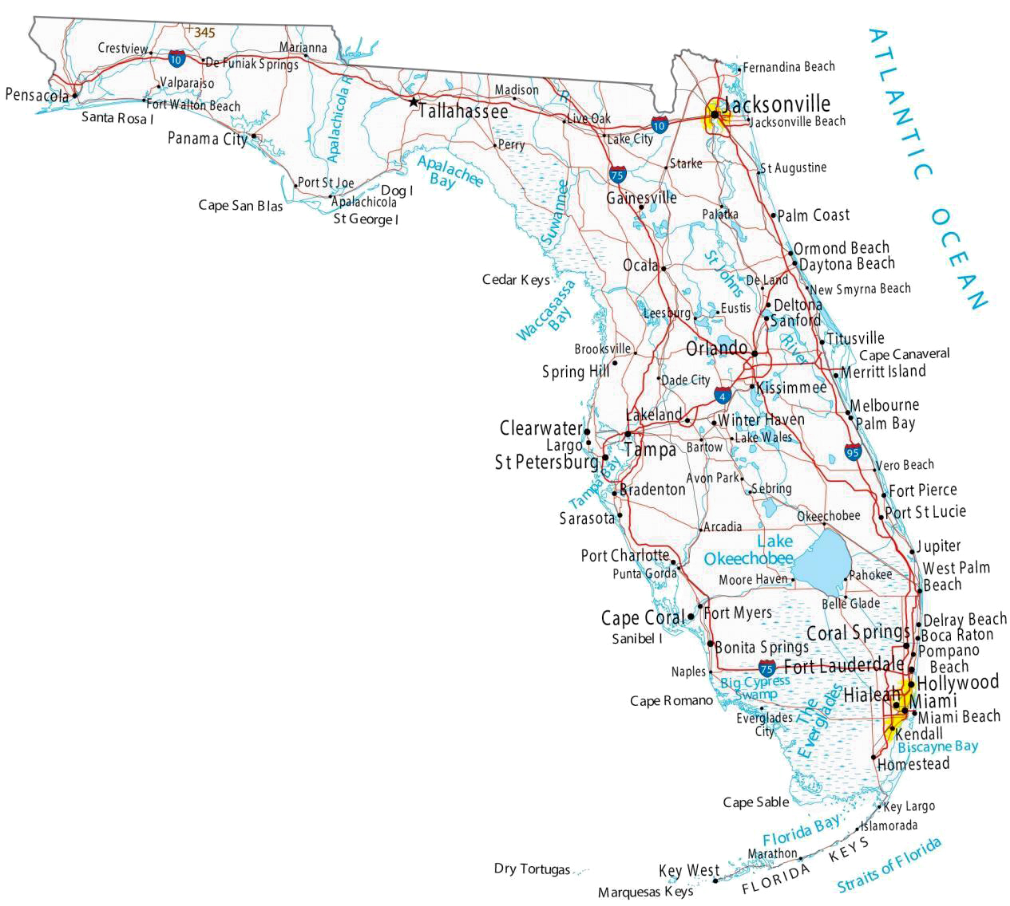 345
Crestview
10
De Funiak Springs
Marianna
Pensacola
Valparaiso
Fort Walton Beach
Santa Rosa I
Panama City
Apalachicola R
Tallahassee
Madison
R
Live Oak
Lake City
10
Perry
Port St Joe
Apalachicola
Cape San Blas
Dog I
St George I
Apalachee
Bay
Fernandina Beach
Jacksonville
Jacksonville Beach
Starke
St Augustine
75
Gainesville
Palatka
Palm Coast
Suwannee
ATLANTIC OCEAN
Ormond Beach
Daytona Beach
Ocala
St Johns
River
Cedar Keys
De Land
New Smyrna Beach
Deltona
Sanford
Waccasassa
Bay
Leesburg
Eustis
Titusville
Brooksville
Orlando
Cape Canaveral
Spring Hill
Merritt Island
Dade City
Kissimmee
4
Lakeland
Winter Haven
Melbourne
Palm Bay
Clearwater
Largo
Tampa
Bartow
Lake Wales
95
St Petersburg
Tampa Bay
Vero Beach
Avon Park
Sebring
Bradenton
Fort Pierce
Sarasota
Port St Lucie
Okeechobee
Arcadia
Lake
Okeechobee
Jupiter
Port Charlotte
Punta Gorda
Moore Haven
Pahokee
West Palm
Beach
Belle Glade
Cape Coral
Fort Myers
Sanibel I
Delray Beach
Coral Springs
Boca Raton
Bonita Springs
Pompano
Beach
75
Fort Lauderdale
Naples
Big Cypress
Swamp
Hollywood
Cape Romano
Hialeah
Miami
Everglades
City
The
Everglades
Miami Beach
Kendall
Biscayne Bay
Homestead
Cape Sable
Key Largo
Florida Bay
Islamorada
Marathon
FLORIDA KEYS
Straits of Florida
Dry Tortugas
Key West
Marquesas Keys